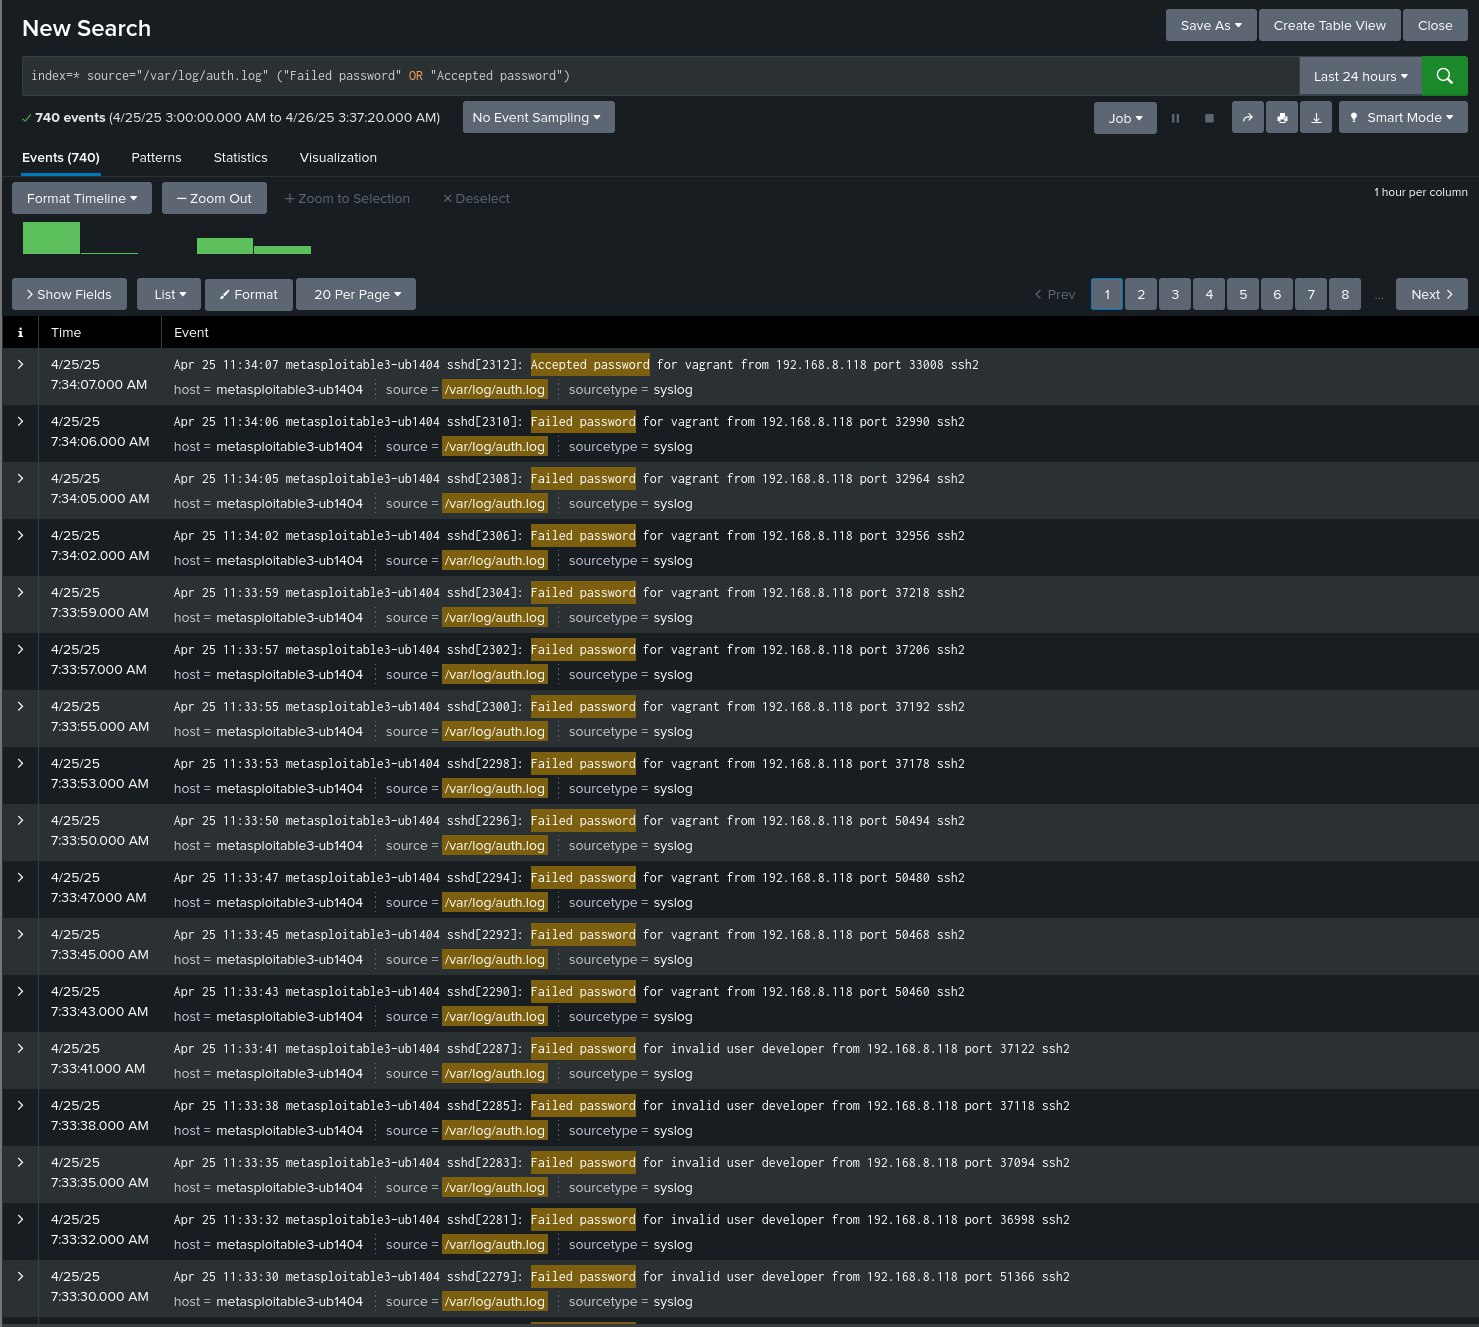 New Search
Save As
Create Table View
Close
index=* source="/var/log/auth.log" ("Failed password" OR "Accepted password")
Last 24 hours
740 events (4/25/25 3:00:00.000 AM to 4/26/25 3:37:20.000 AM)
No Event Sampling
Job
Smart Mode
Events (740)
Patterns
Statistics
Visualization
Format Timeline
— Zoom Out
+ Zoom to Selection
× Deselect
1 hour per column
> Show Fields
List
Format
20 Per Page
< Prev
1
2
3
4
5
6
7
8
...
Next >
i
Time
Event
4/25/25
7:34:07.000 AM
Apr 25 11:34:07 metasploitable3-ub1404 sshd[2312]: Accepted password for vagrant from 192.168.8.118 port 33008 ssh2
host = metasploitable3-ub1404 source = /var/log/auth.log sourcetype = syslog
4/25/25
7:34:06.000 AM
Apr 25 11:34:06 metasploitable3-ub1404 sshd[2310]: Failed password for vagrant from 192.168.8.118 port 32990 ssh2
host = metasploitable3-ub1404 source = /var/log/auth.log sourcetype = syslog
4/25/25
7:34:05.000 AM
Apr 25 11:34:05 metasploitable3-ub1404 sshd[2308]: Failed password for vagrant from 192.168.8.118 port 32964 ssh2
host = metasploitable3-ub1404 source = /var/log/auth.log sourcetype = syslog
4/25/25
7:34:02.000 AM
Apr 25 11:34:02 metasploitable3-ub1404 sshd[2306]: Failed password for vagrant from 192.168.8.118 port 32956 ssh2
host = metasploitable3-ub1404 source = /var/log/auth.log sourcetype = syslog
4/25/25
7:33:59.000 AM
Apr 25 11:33:59 metasploitable3-ub1404 sshd[2304]: Failed password for vagrant from 192.168.8.118 port 37218 ssh2
host = metasploitable3-ub1404 source = /var/log/auth.log sourcetype = syslog
4/25/25
7:33:57.000 AM
Apr 25 11:33:57 metasploitable3-ub1404 sshd[2302]: Failed password for vagrant from 192.168.8.118 port 37206 ssh2
host = metasploitable3-ub1404 source = /var/log/auth.log sourcetype = syslog
4/25/25
7:33:55.000 AM
Apr 25 11:33:55 metasploitable3-ub1404 sshd[2300]: Failed password for vagrant from 192.168.8.118 port 37192 ssh2
host = metasploitable3-ub1404 source = /var/log/auth.log sourcetype = syslog
4/25/25
7:33:53.000 AM
Apr 25 11:33:53 metasploitable3-ub1404 sshd[2298]: Failed password for vagrant from 192.168.8.118 port 37178 ssh2
host = metasploitable3-ub1404 source = /var/log/auth.log sourcetype = syslog
4/25/25
7:33:50.000 AM
Apr 25 11:33:50 metasploitable3-ub1404 sshd[2296]: Failed password for vagrant from 192.168.8.118 port 50494 ssh2
host = metasploitable3-ub1404 source = /var/log/auth.log sourcetype = syslog
4/25/25
7:33:47.000 AM
Apr 25 11:33:47 metasploitable3-ub1404 sshd[2294]: Failed password for vagrant from 192.168.8.118 port 50480 ssh2
host = metasploitable3-ub1404 source = /var/log/auth.log sourcetype = syslog
4/25/25
7:33:45.000 AM
Apr 25 11:33:45 metasploitable3-ub1404 sshd[2292]: Failed password for vagrant from 192.168.8.118 port 50468 ssh2
host = metasploitable3-ub1404 source = /var/log/auth.log sourcetype = syslog
4/25/25
7:33:43.000 AM
Apr 25 11:33:43 metasploitable3-ub1404 sshd[2290]: Failed password for vagrant from 192.168.8.118 port 50460 ssh2
host = metasploitable3-ub1404 source = /var/log/auth.log sourcetype = syslog
4/25/25
7:33:41.000 AM
Apr 25 11:33:41 metasploitable3-ub1404 sshd[2287]: Failed password for invalid user developer from 192.168.8.118 port 37122 ssh2
host = metasploitable3-ub1404 source = /var/log/auth.log sourcetype = syslog
4/25/25
7:33:38.000 AM
Apr 25 11:33:38 metasploitable3-ub1404 sshd[2285]: Failed password for invalid user developer from 192.168.8.118 port 37118 ssh2
host = metasploitable3-ub1404 source = /var/log/auth.log sourcetype = syslog
4/25/25
7:33:35.000 AM
Apr 25 11:33:35 metasploitable3-ub1404 sshd[2283]: Failed password for invalid user developer from 192.168.8.118 port 37094 ssh2
host = metasploitable3-ub1404 source = /var/log/auth.log sourcetype = syslog
4/25/25
7:33:32.000 AM
Apr 25 11:33:32 metasploitable3-ub1404 sshd[2281]: Failed password for invalid user developer from 192.168.8.118 port 36998 ssh2
host = metasploitable3-ub1404 source = /var/log/auth.log sourcetype = syslog
4/25/25
7:33:30.000 AM
Apr 25 11:33:30 metasploitable3-ub1404 sshd[2279]: Failed password for invalid user developer from 192.168.8.118 port 51366 ssh2
host = metasploitable3-ub1404 source = /var/log/auth.log sourcetype = syslog